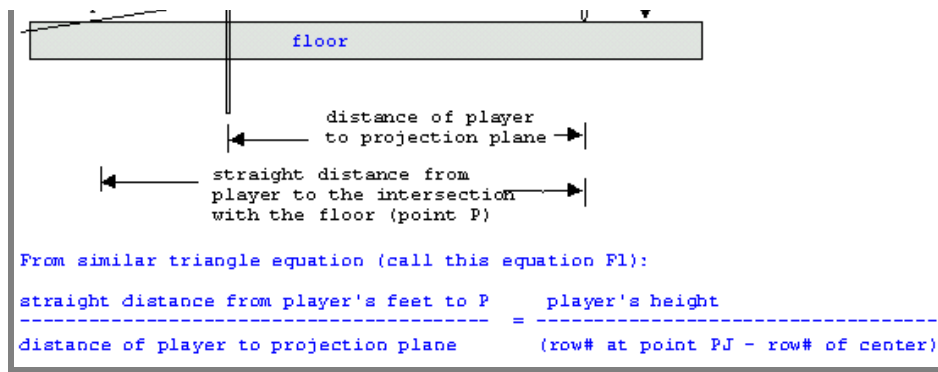 floor
distance of player
to projection plane
straight distance from
player to the intersection
with the floor (point P)
From similar triangle equation (call this equation F1):
straight distance from player's feet to P player's height
----------------------------------------- = -----------------------------------
distance of player to projection plane (row# at point PJ - row# of center)